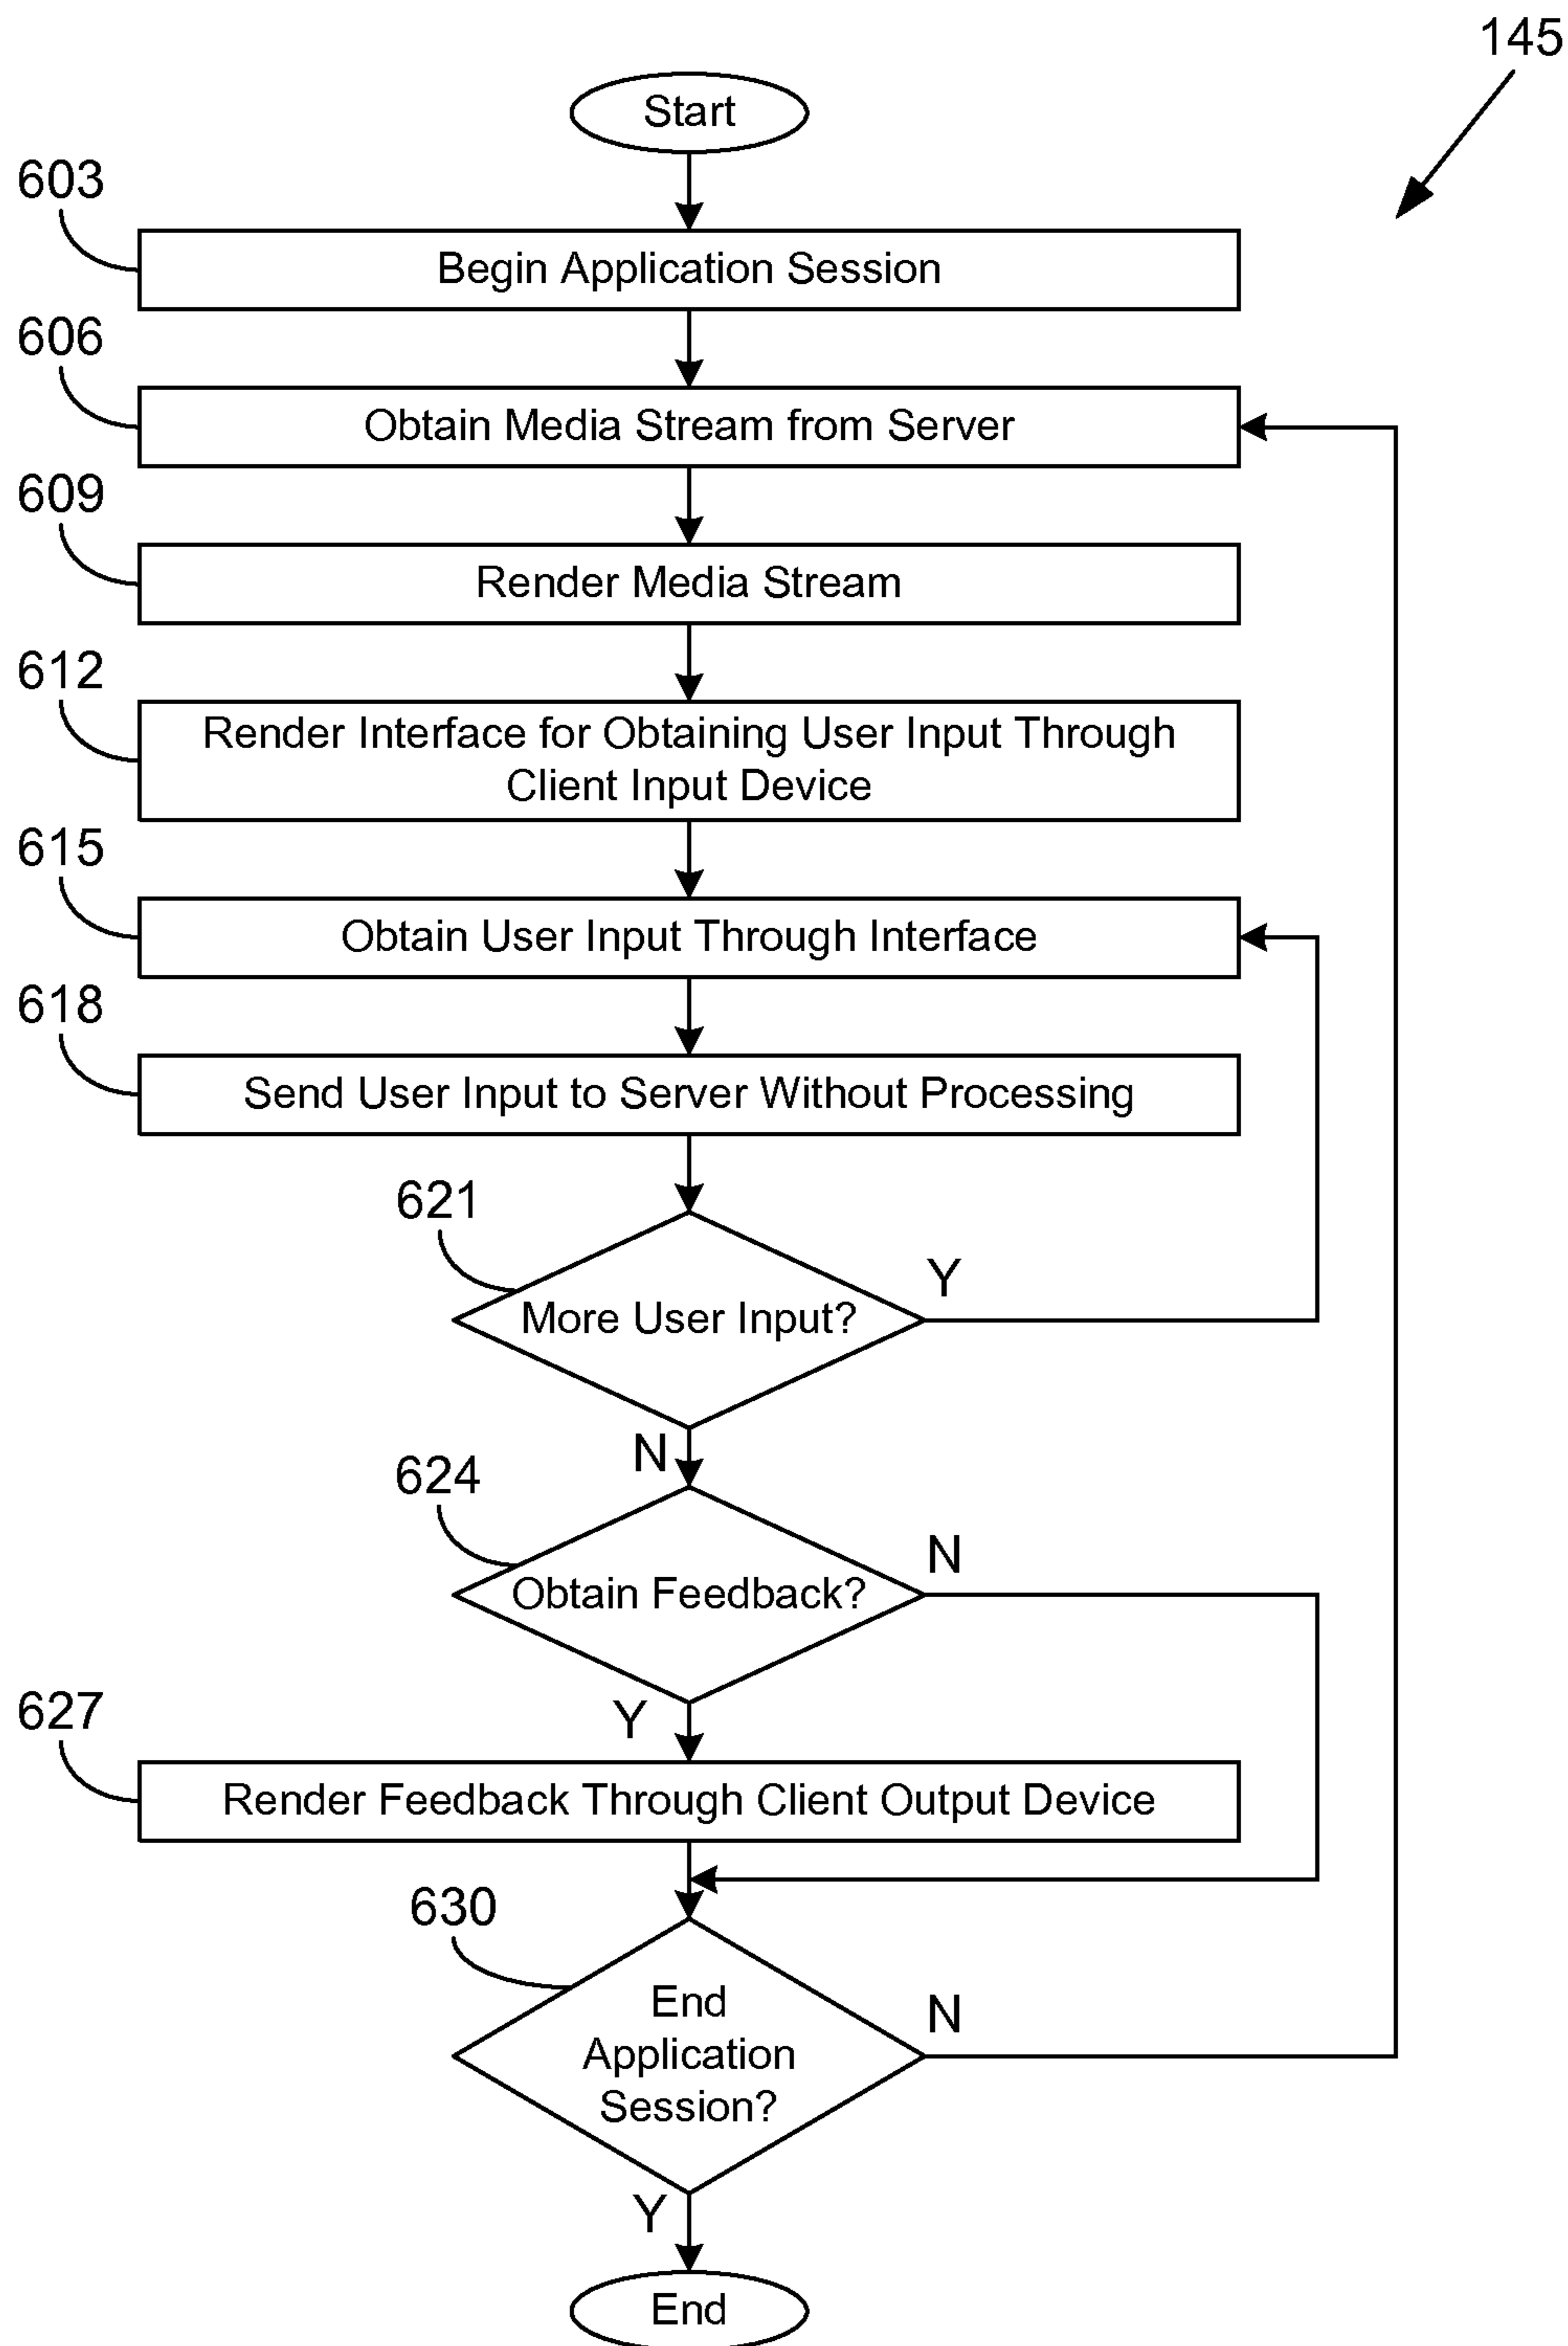 145
Start
603
Begin Application Session
606
Obtain Media Stream from Server
609
Render Media Stream
612
Render Interface for Obtaining User Input Through
Client Input Device
615
Obtain User Input Through Interface
618
Send User Input to Server Without Processing
621
Y
More User Input?
N
624
N
Obtain Feedback?
Y
627
Render Feedback Through Client Output Device
630
End
N
Application
Session?
Y
End